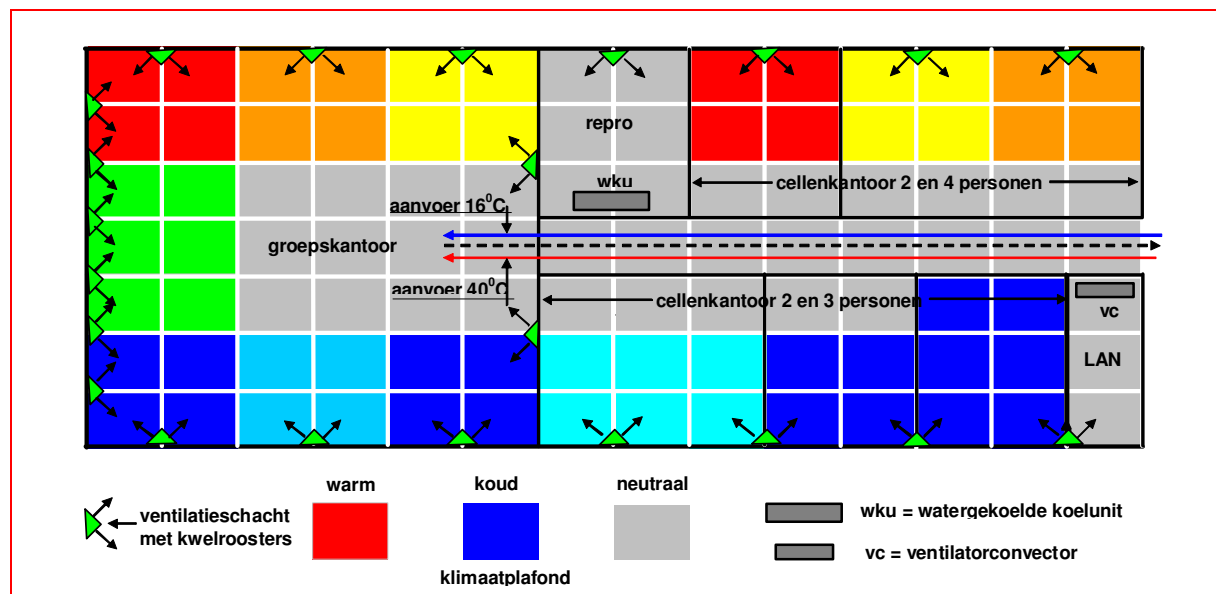 repro
wku
cellenkantoor 2 en 4 personen
aanvoer 16⁰C
groepskantoor
aanvoer 40⁰C
cellenkantoor 2 en 3 personen
vc
LAN
warm
koud
neutraal
ventilatieschacht
met kwelroosters
klimaatplafond
wku = watergekoelde koelunit
vc = ventilatorconvector